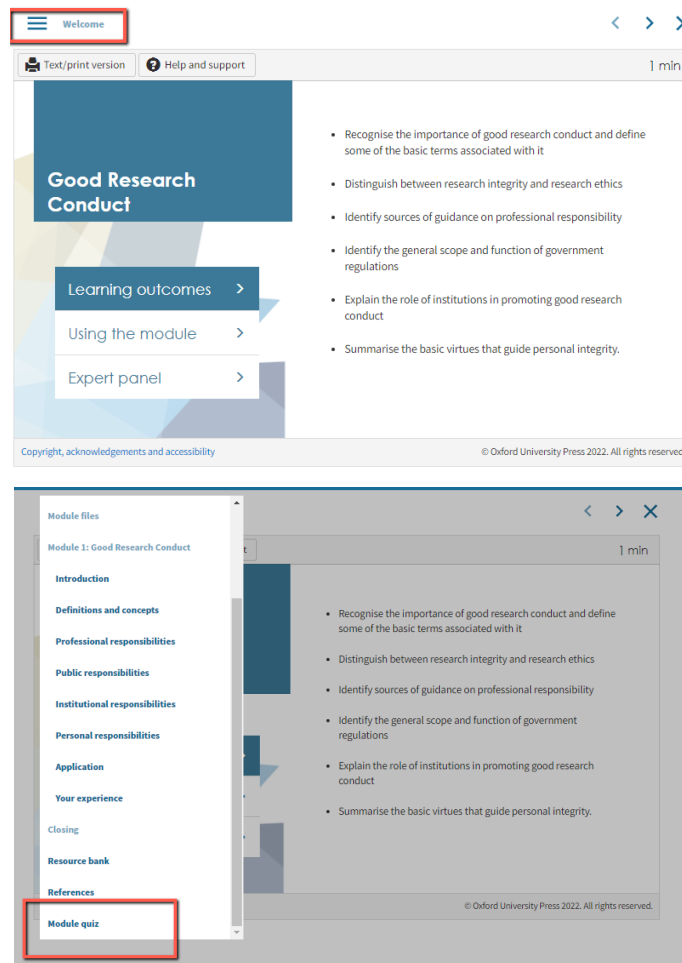 Welcome
Text/print version
Help and support
1 min
Good Research
Conduct
Learning outcomes
Using the module
Expert panel
• Recognise the importance of good research conduct and define
some of the basic terms associated with it
• Distinguish between research integrity and research ethics
• Identify sources of guidance on professional responsibility
• Identify the general scope and function of government
regulations
• Explain the role of institutions in promoting good research
conduct
• Summarise the basic virtues that guide personal integrity.
Copyright, acknowledgements and accessibility
© Oxford University Press 2022. All rights reserved
Module files
Module 1: Good Research Conduct
Introduction
Definitions and concepts
Professional responsibilities
Public responsibilities
Institutional responsibilities
Personal responsibilities
Application
Your experience
Closing
Resource bank
References
Module quiz
t
1 min
• Recognise the importance of good research conduct and define
some of the basic terms associated with it
• Distinguish between research integrity and research ethics
• Identify sources of guidance on professional responsibility
• Identify the general scope and function of government
regulations
• Explain the role of institutions in promoting good research
conduct
• Summarise the basic virtues that guide personal integrity.
© Oxford University Press 2022. All rights reserved.